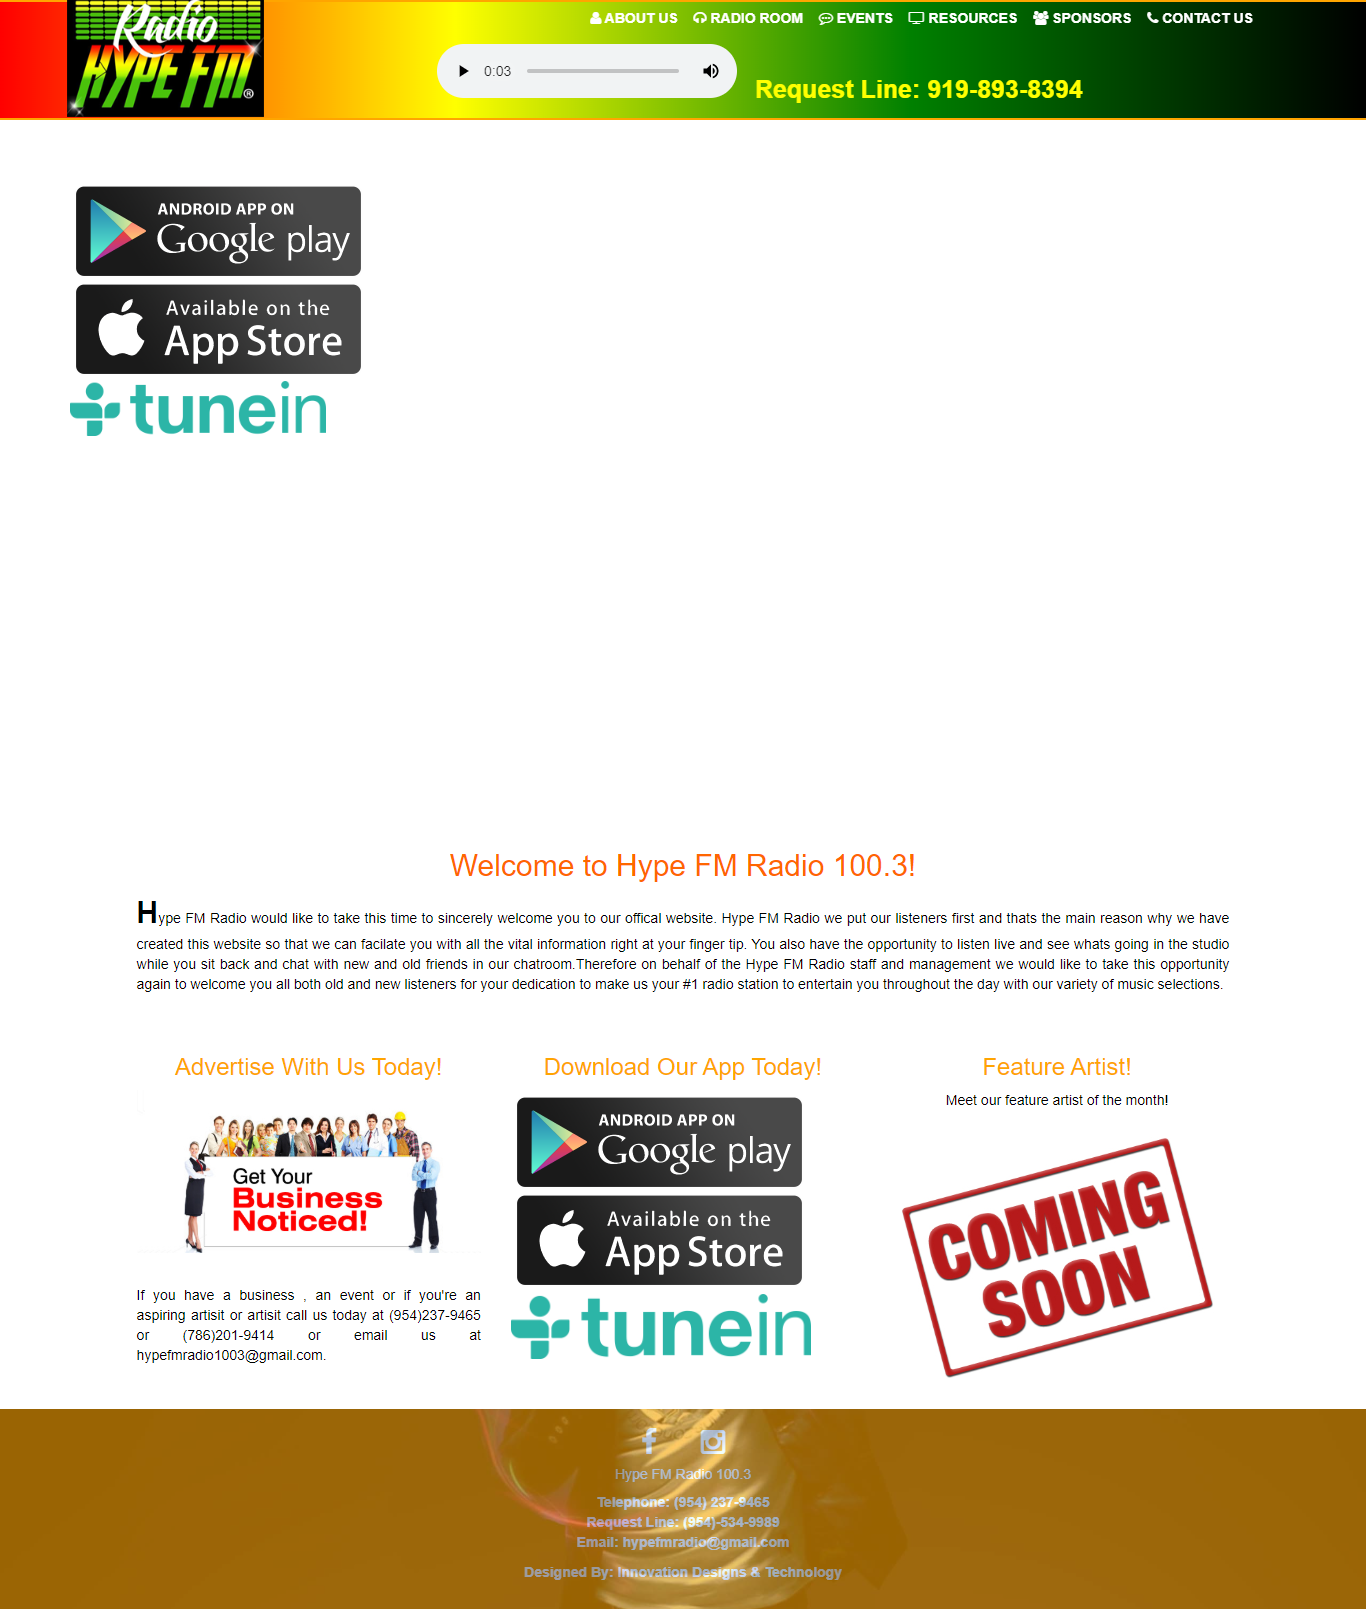 Radio
HYPE FM®
ABOUT US RADIO ROOM EVENTS RESOURCES SPONSORS CONTACT US
0:03
Request Line: 919-893-8394
ANDROID APP ON
Google play
Available on the
App Store
tunein
Welcome to Hype FM Radio 100.3!
Hype FM Radio would like to take this time to sincerely welcome you to our offical website. Hype FM Radio we put our listeners first and thats the main reason why we have
created this website so that we can facilate you with all the vital information right at your finger tip. You also have the opportunity to listen live and see whats going in the studio
while you sit back and chat with new and old friends in our chatroom.Therefore on behalf of the Hype FM Radio staff and management we would like to take this opportunity
again to welcome you all both old and new listeners for your dedication to make us your #1 radio station to entertain you throughout the day with our variety of music selections.
Advertise With Us Today!
Get Your
Business
Noticed!
If you have a business , an event or if you're an
aspiring artisit or artisit call us today at (954)237-9465
or (786)201-9414 or email us at
hypefmradio1003@gmail.com.
Download Our App Today!
ANDROID APP ON
Google play
Available on the
App Store
tunein
Feature Artist!
Meet our feature artist of the month!
COMING
SOON
Hype FM Radio 100.3
Telephone: (954) 237-9465
Request Line: (954)-534-9989
Email: hypefmradio@gmail.com
Designed By: Innovation Designs & Technology